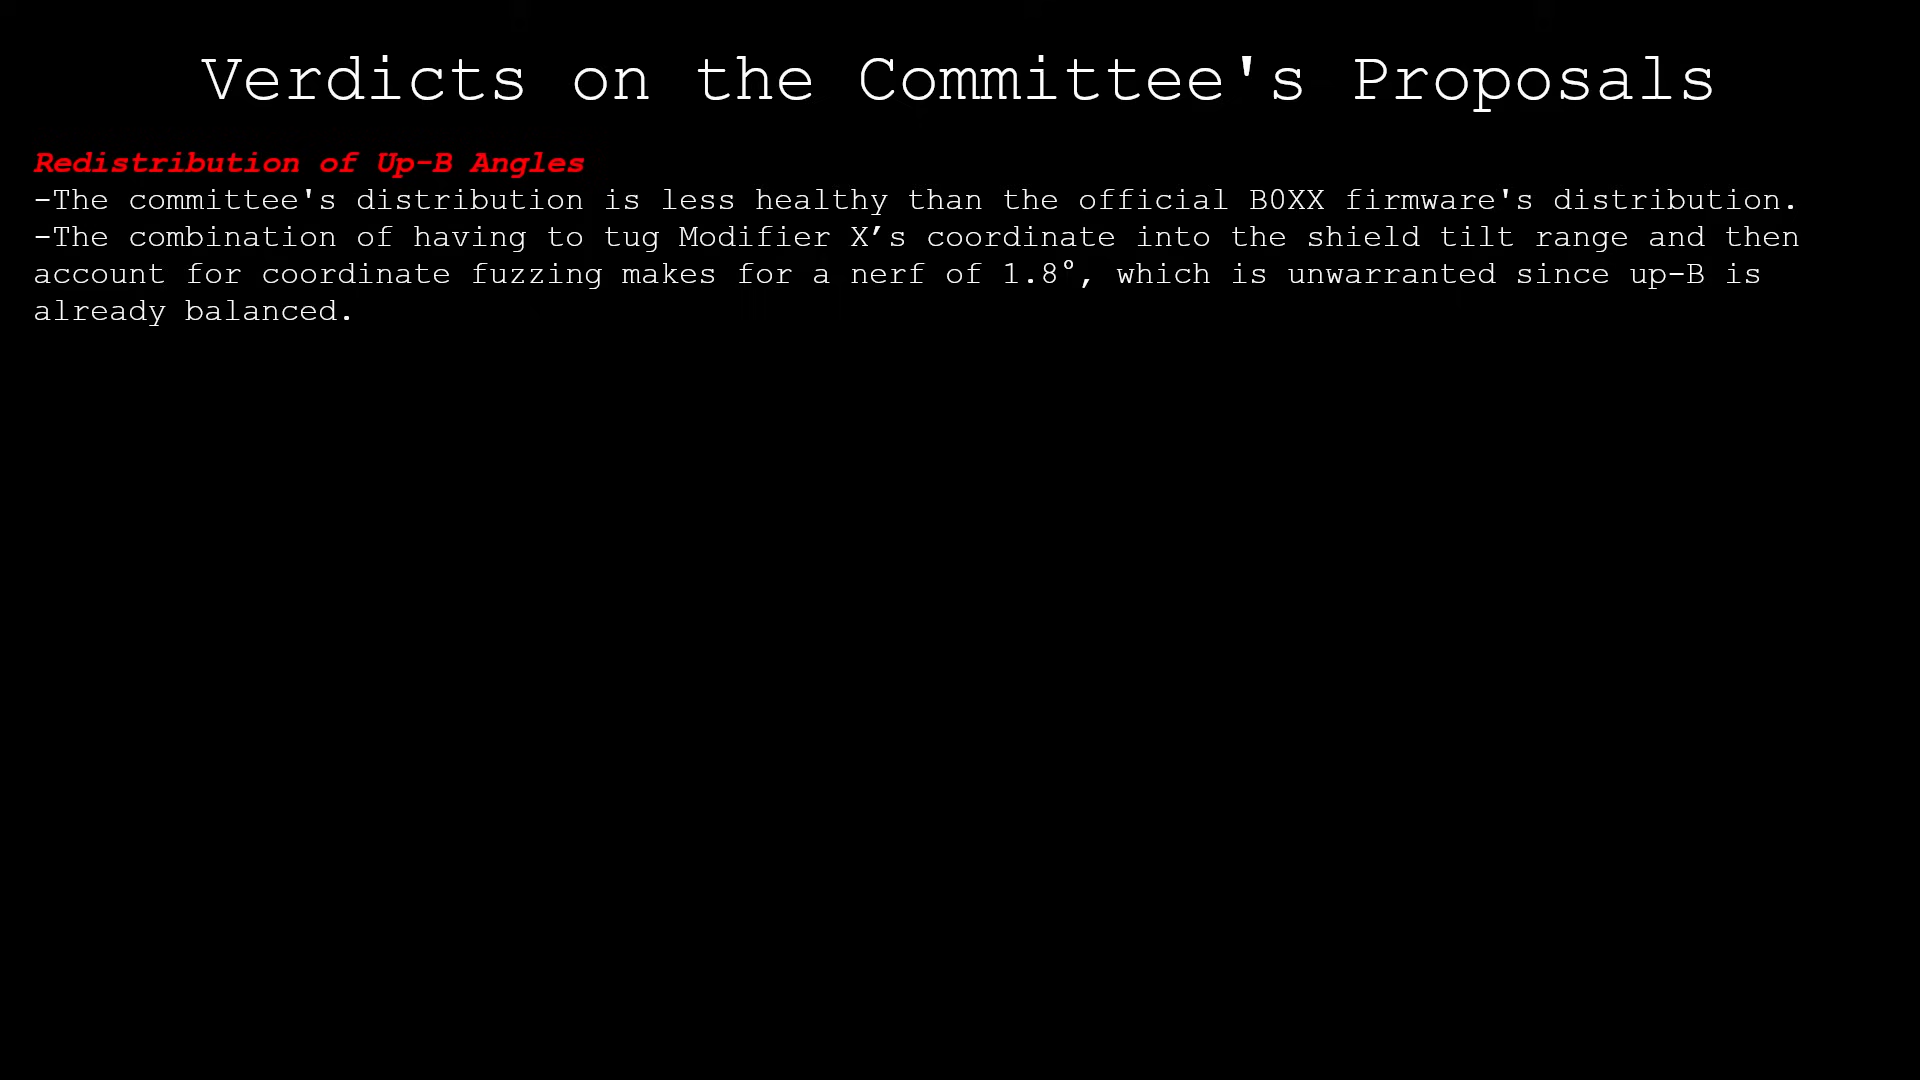 Verdicts on the Committee's Proposals
Redistribution of Up-B Angles
-The committee's distribution is less healthy than the official B0XX firmware's distribution.
-The combination of having to tug Modifier X’s coordinate into the shield tilt range and then
account for coordinate fuzzing makes for a nerf of 1.8°, which is unwarranted since up-B is
already balanced.